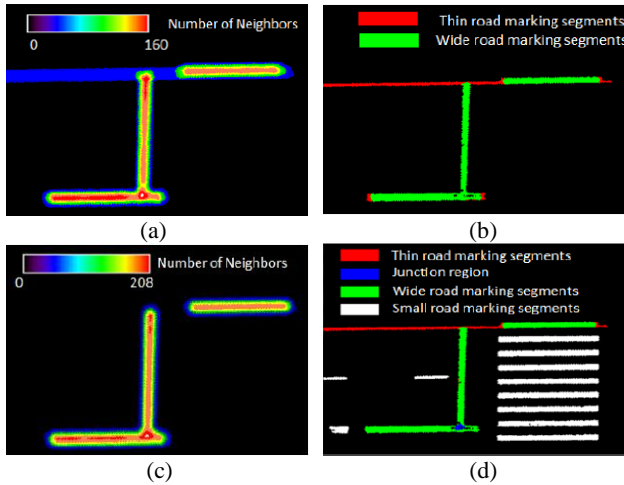 Number of Neighbors
0 160
(a)
Thin road marking segments
Wide road marking segments
(b)
Number of Neighbors
0 208
(c)
Thin road marking segments
Junction region
Wide road marking segments
Small road marking segments
(d)